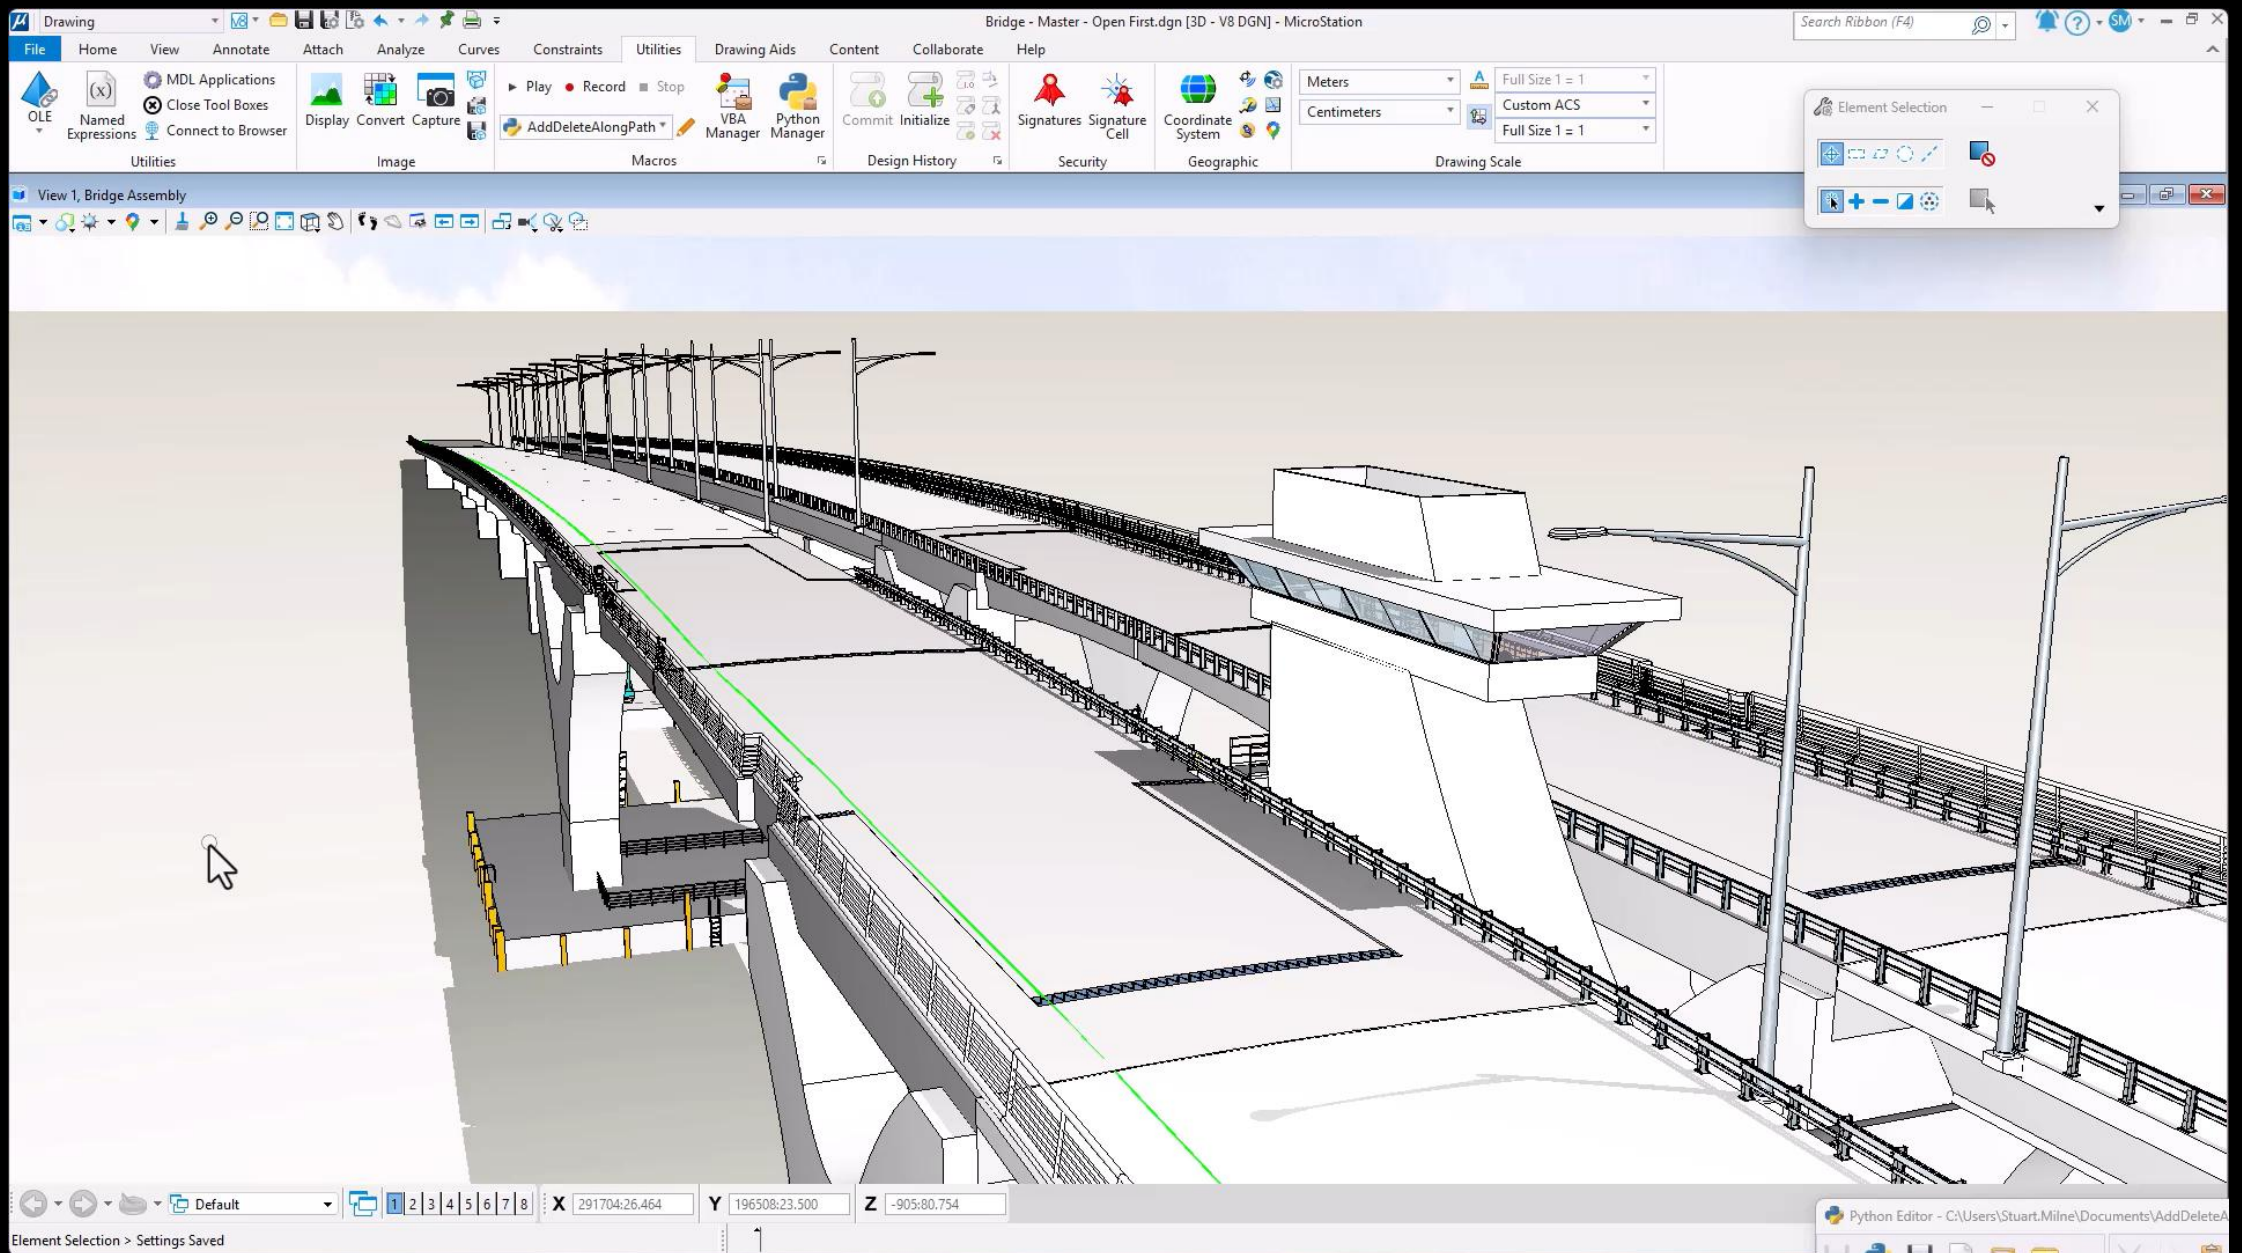 Drawing
Bridge - Master - Open First.dgn [3D - V8 DGN] - MicroStation
Search Ribbon (F4)
SM
File Home View Annotate Attach Analyze Curves Constraints Utilities Drawing Aids Content Collaborate Help
OLE
(x)
Named
Expressions
MDL Applications
Close Tool Boxes
Connect to Browser
Utilities
Display Convert Capture
Image
Play Record Stop
AddDeleteAlongPath
VBA
Manager
Python
Manager
Macros
Commit Initialize
Design History
Signatures Signature
Cell
Security
Coordinate
System
Geographic
Meters
Centimeters
Full Size 1 = 1
Custom ACS
Full Size 1 = 1
Drawing Scale
Element Selection
View 1, Bridge Assembly
Default
1 2 3 4 5 6 7 8
X 291704:26.464 Y 196508:23.500 Z -905:80.754
Python Editor - C:\Users\Stuart.Milne\Documents\AddDeleteA
Element Selection > Settings Saved